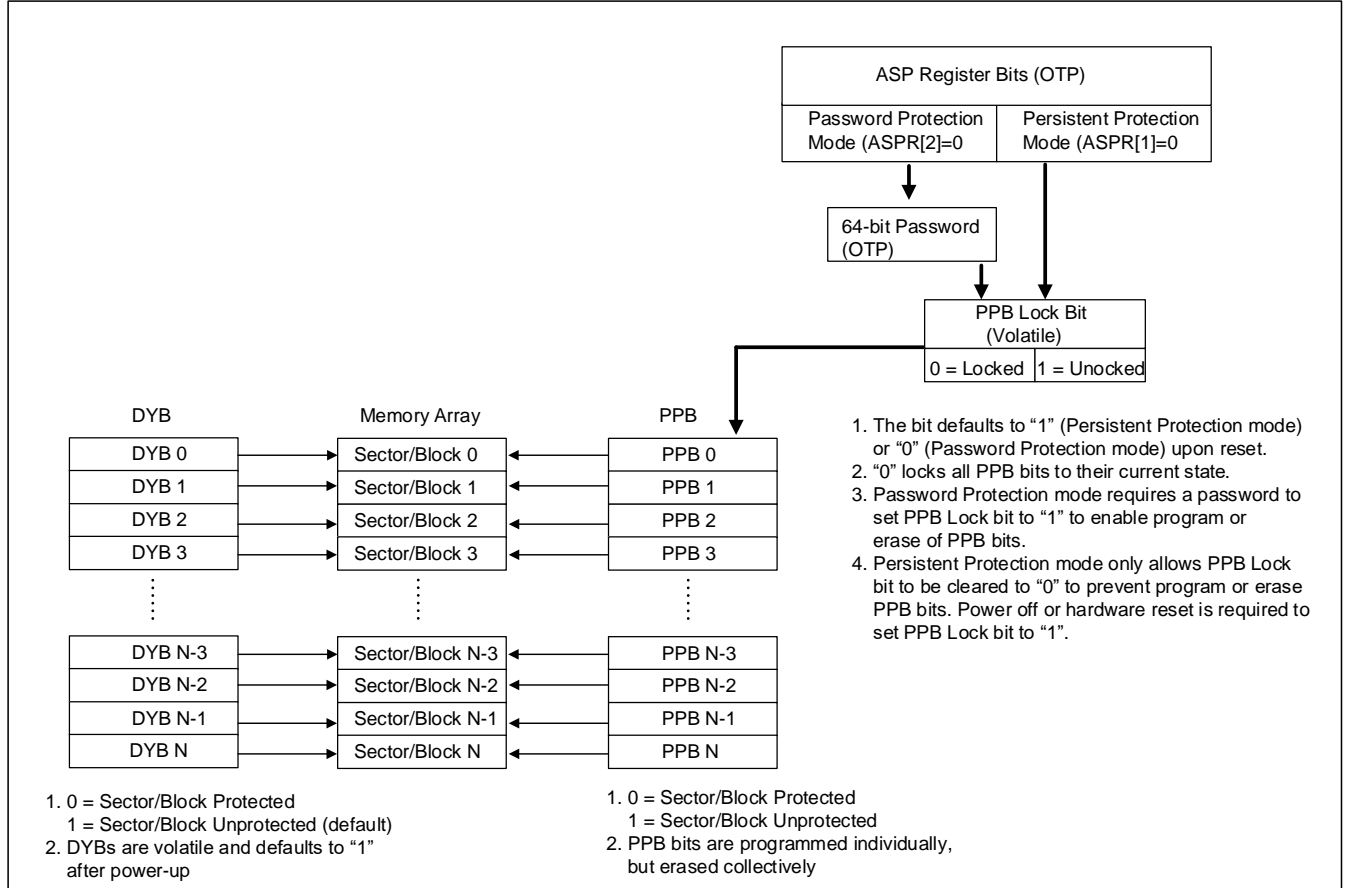 ASP Register Bits (OTP)
Password Protection
Mode (ASPR[2]=0
Persistent Protection
Mode (ASPR[1]=0
64-bit Password
(OTP)
PPB Lock Bit
(Volatile)
0 = Locked
1 = Unocked
DYB
Memory Array
PPB
DYB 0
Sector/Block 0
PPB 0
DYB 1
Sector/Block 1
PPB 1
DYB 2
Sector/Block 2
PPB 2
DYB 3
Sector/Block 3
PPB 3
DYB N-3
Sector/Block N-3
PPB N-3
DYB N-2
Sector/Block N-2
PPB N-2
DYB N-1
Sector/Block N-1
PPB N-1
DYB N
Sector/Block N
PPB N
1. The bit defaults to “1” (Persistent Protection mode)
or “0” (Password Protection mode) upon reset.
2. “0” locks all PPB bits to their current state.
3. Password Protection mode requires a password to
set PPB Lock bit to “1” to enable program or
erase of PPB bits.
4. Persistent Protection mode only allows PPB Lock
bit to be cleared to “0” to prevent program or erase
PPB bits. Power off or hardware reset is required to
set PPB Lock bit to “1”.
1. 0 = Sector/Block Protected
1 = Sector/Block Unprotected (default)
2. DYBs are volatile and defaults to “1”
after power-up
1. 0 = Sector/Block Protected
1 = Sector/Block Unprotected
2. PPB bits are programmed individually,
but erased collectively